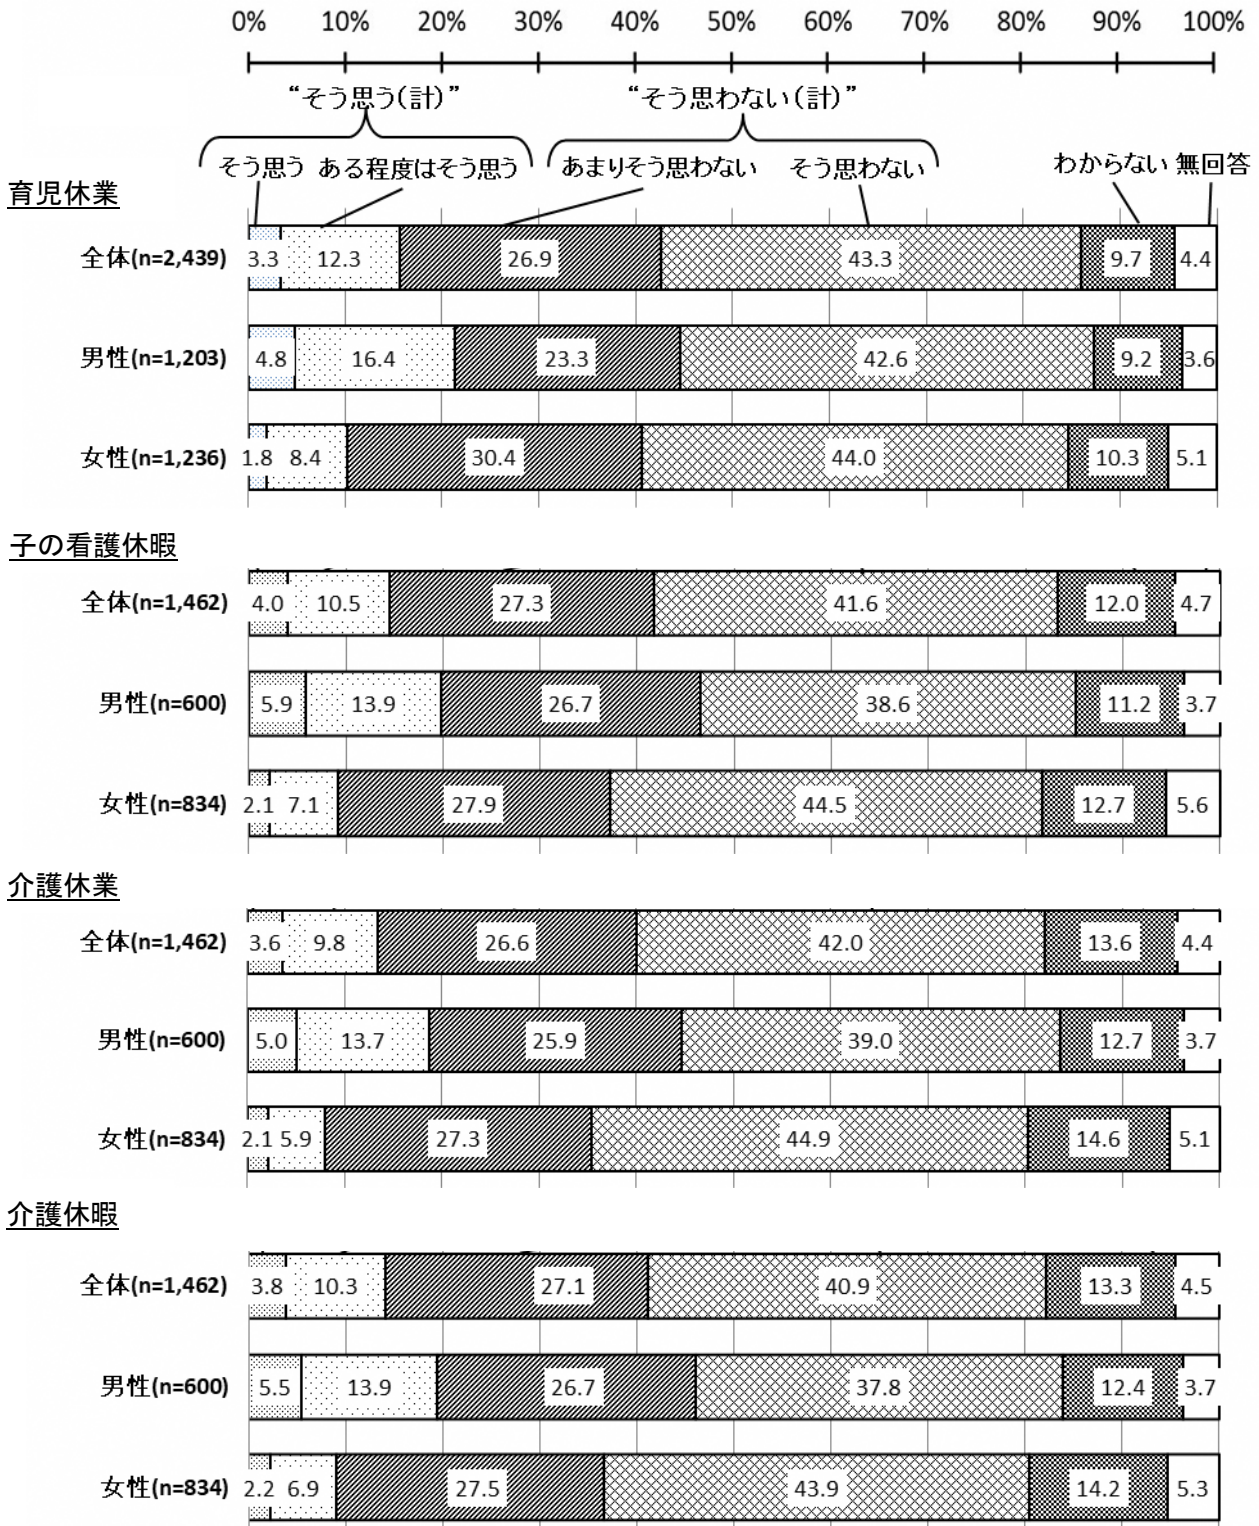 0% 10% 20% 30% 40% 50% 60% 70% 80% 90% 100%
“そう思う(計)” “そう思わない(計)”
そう思う ある程度はそう思う あまりそう思わない そう思わない わからない 無回答
育児休業
全体(n=2,439) 3.3 12.3 26.9 43.3 9.7 4.4
男性(n=1,203) 4.8 16.4 23.3 42.6 9.2 3.6
女性(n=1,236) 1.8 8.4 30.4 44.0 10.3 5.1
子の看護休暇
全体(n=1,462) 4.0 10.5 27.3 41.6 12.0 4.7
男性(n=600) 5.9 13.9 26.7 38.6 11.2 3.7
女性(n=834) 2.1 7.1 27.9 44.5 12.7 5.6
介護休業
全体(n=1,462) 3.6 9.8 26.6 42.0 13.6 4.4
男性(n=600) 5.0 13.7 25.9 39.0 12.7 3.7
女性(n=834) 2.1 5.9 27.3 44.9 14.6 5.1
介護休暇
全体(n=1,462) 3.8 10.3 27.1 40.9 13.3 4.5
男性(n=600) 5.5 13.9 26.7 37.8 12.4 3.7
女性(n=834) 2.2 6.9 27.5 43.9 14.2 5.3